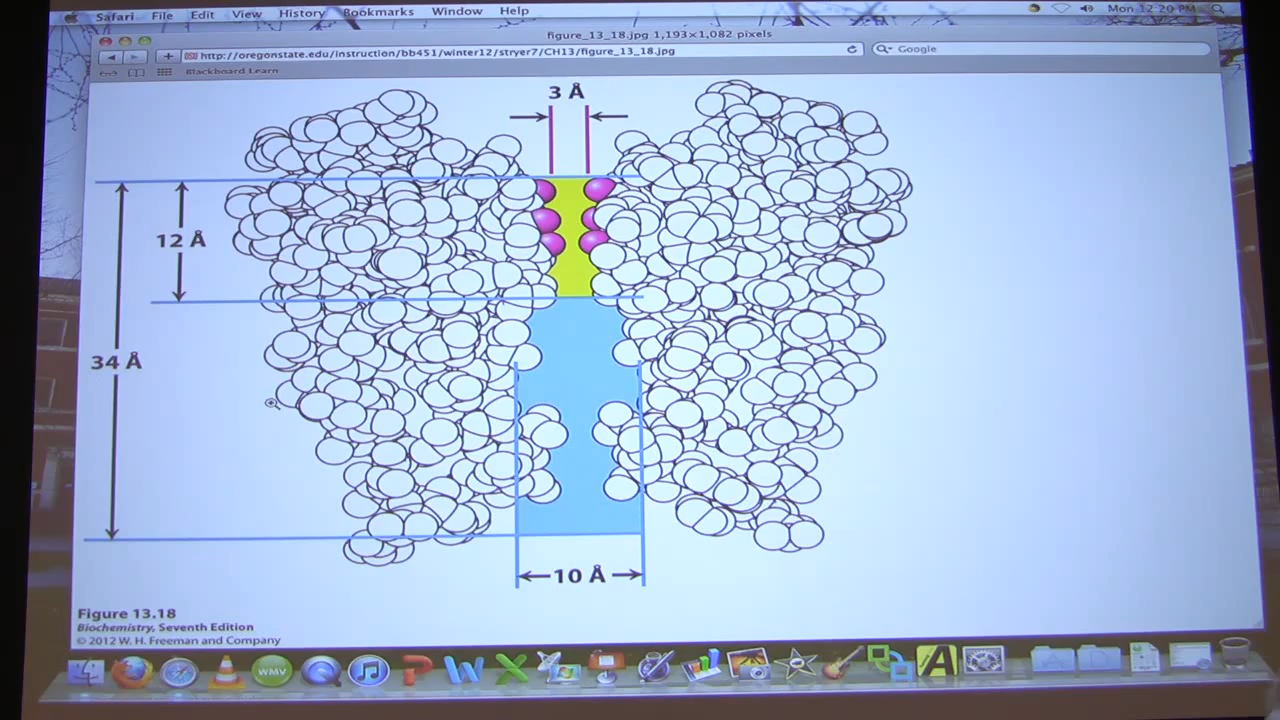 Safari File Edit View History Bookmarks Window Help Mon 12:20 PM
figure_13_18.jpg 1,193×1,082 pixels
http://oregonstate.edu/instruction/bb451/winter12/stryer7/CH13/figure_13_18.jpg Google
Blackboard Learn
3 Å
12 Å
34 Å
10 Å
Figure 13.18
Biochemistry, Seventh Edition
© 2012 W. H. Freeman and Company
WMV